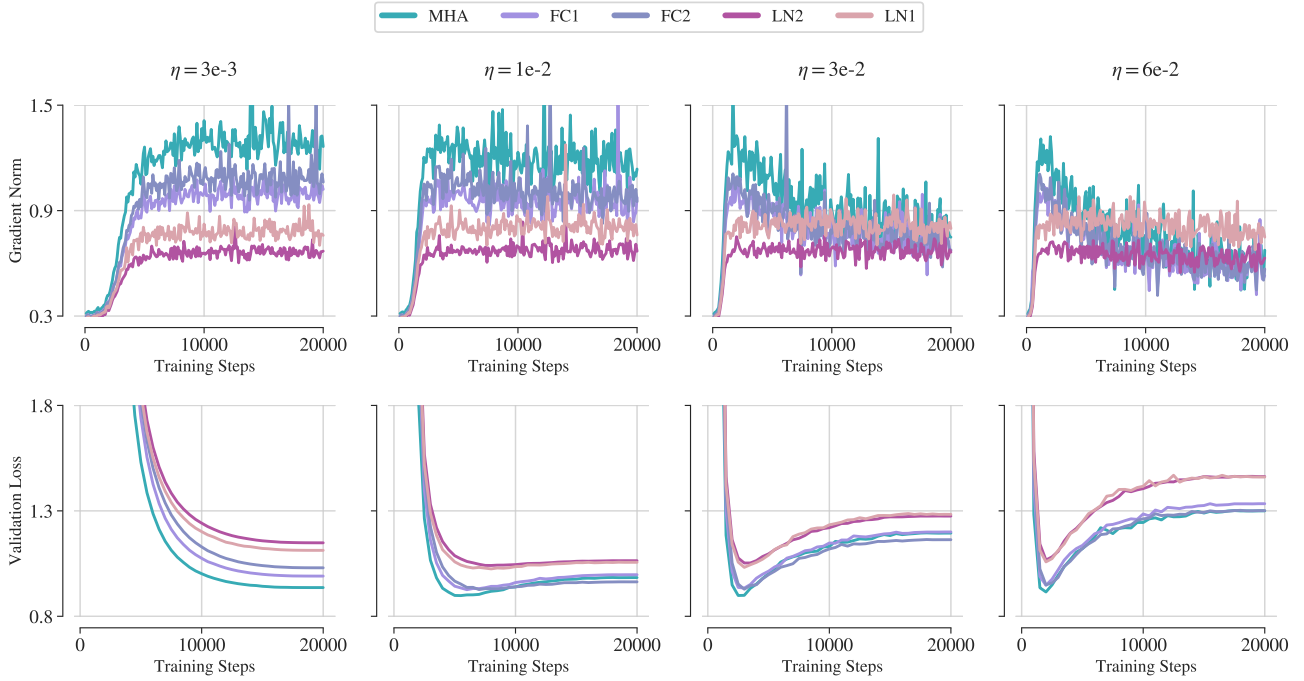 MHA FC1 FC2 LN2 LN1
η = 3e-3 η = 1e-2 η = 3e-2 η = 6e-2
Gradient Norm
1.5
0.9
0.3
0 10000 20000 0 10000 20000 0 10000 20000 0 10000 20000
Training Steps Training Steps Training Steps Training Steps
Validation Loss
1.8
1.3
0.8
0 10000 20000 0 10000 20000 0 10000 20000 0 10000 20000
Training Steps Training Steps Training Steps Training Steps